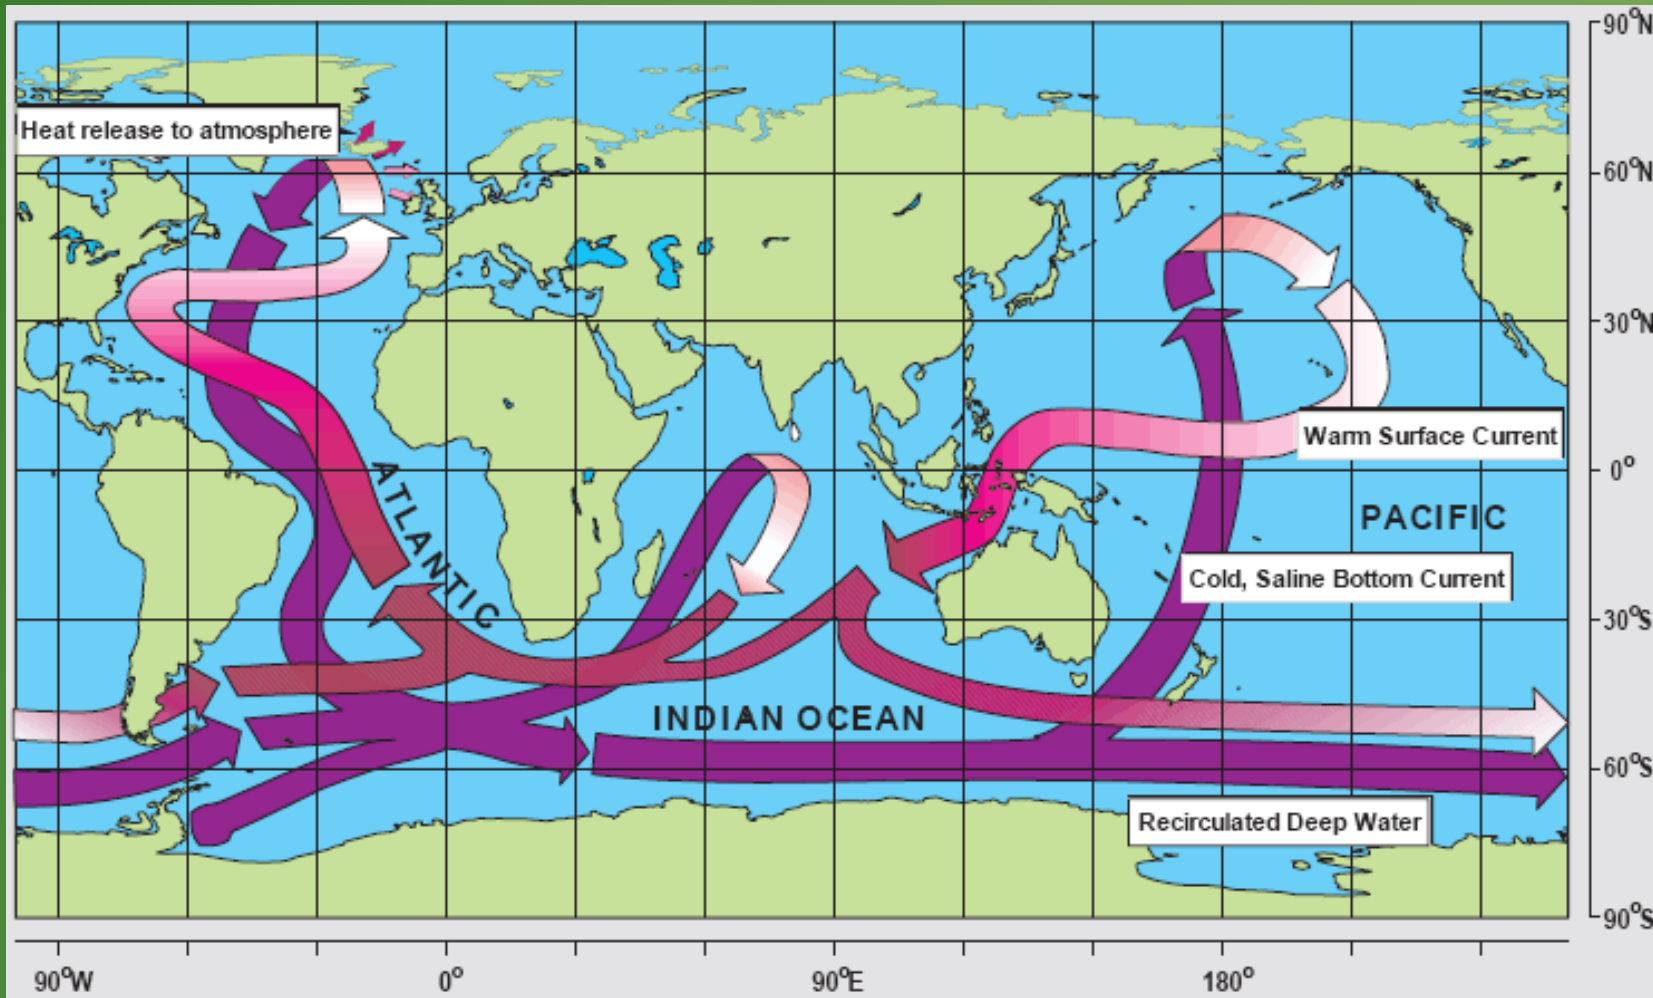 90°N
Heat release to atmosphere
60°N
30°N
Warm Surface Current
0°
ATLANTIC
PACIFIC
Cold, Saline Bottom Current
30°S
INDIAN OCEAN
60°S
Recirculated Deep Water
90°S
90°W 0° 90°E 180°